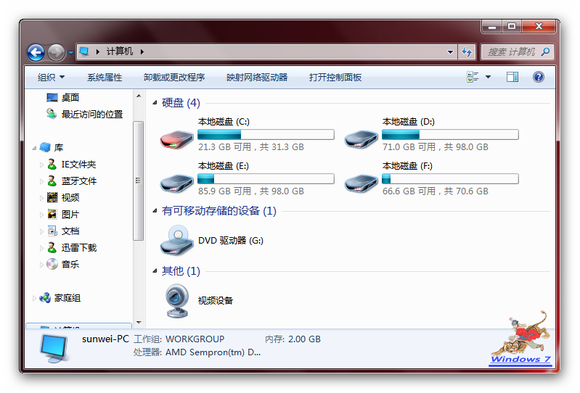 计算机
搜索 计算机
组织 系统属性 卸载或更改程序 映射网络驱动器 打开控制面板
桌面
最近访问的位置
库
IE文件夹
蓝牙文件
视频
图片
文档
迅雷下载
音乐
家庭组
硬盘 (4)
本地磁盘 (C:)
21.3 GB 可用，共 31.3 GB
本地磁盘 (D:)
71.0 GB 可用，共 98.0 GB
本地磁盘 (E:)
85.9 GB 可用，共 98.0 GB
本地磁盘 (F:)
66.6 GB 可用，共 70.6 GB
有可移动存储的设备 (1)
DVD 驱动器 (G:)
其他 (1)
视频设备
sunwei-PC 工作组: WORKGROUP 内存: 2.00 GB
处理器: AMD Sempron(tm) D...
Windows 7